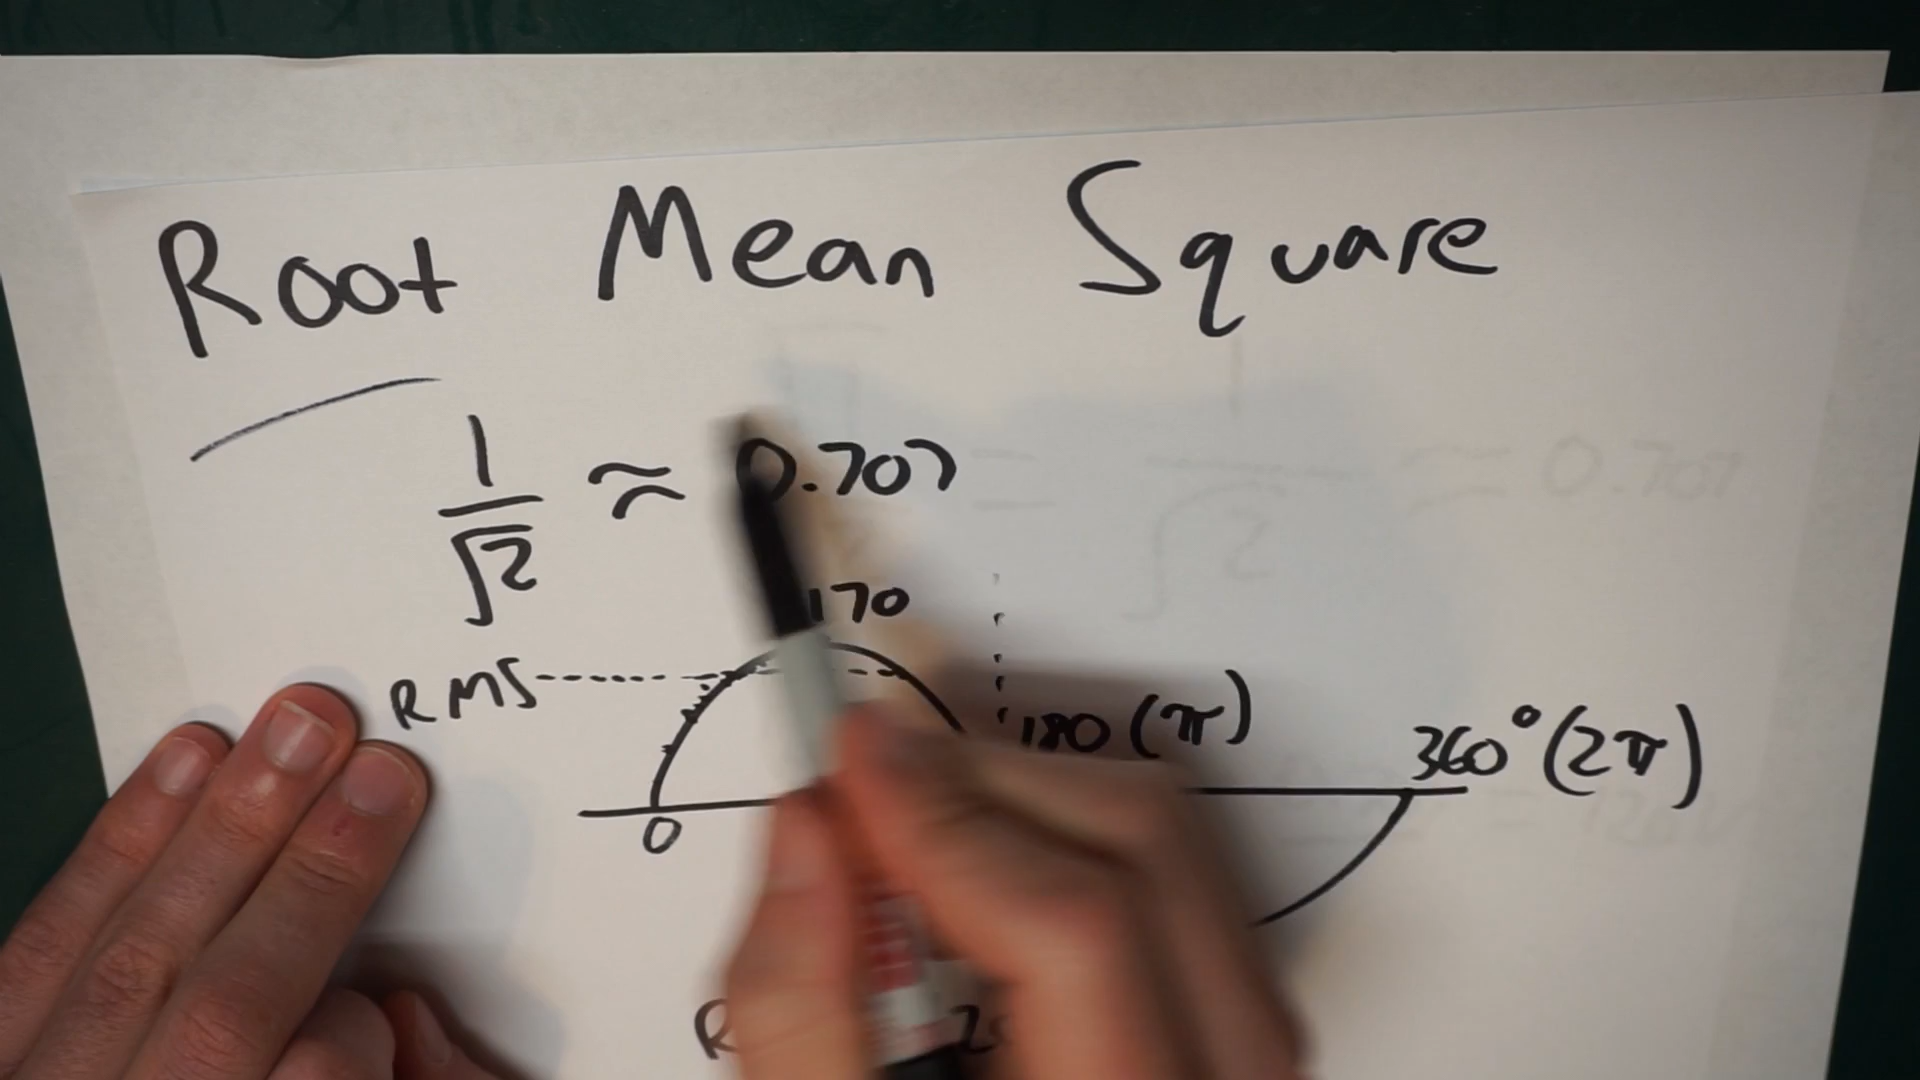 Root Mean Square
1/√2 ≈ 0.707
170
RMS
180 (π)
360° (2π)
0